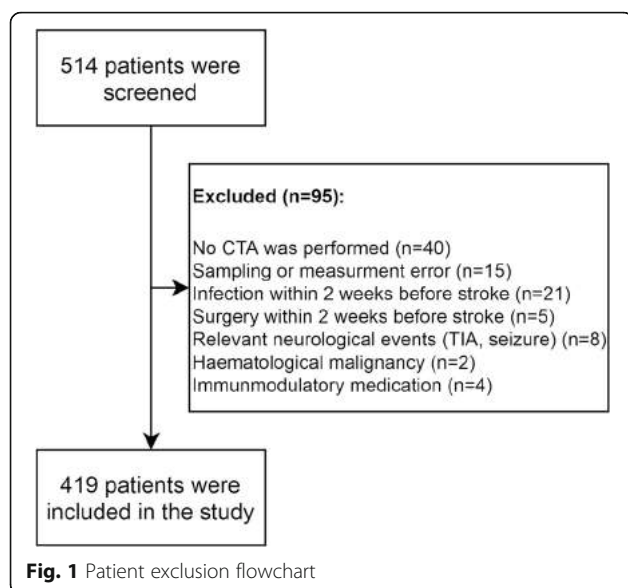 514 patients were
screened
Excluded (n=95):
No CTA was performed (n=40)
Sampling or measurment error (n=15)
Infection within 2 weeks before stroke (n=21)
Surgery within 2 weeks before stroke (n=5)
Relevant neurological events (TIA, seizure) (n=8)
Haematological malignancy (n=2)
Immunmodulatory medication (n=4)
419 patients were
included in the study
Fig. 1 Patient exclusion flowchart